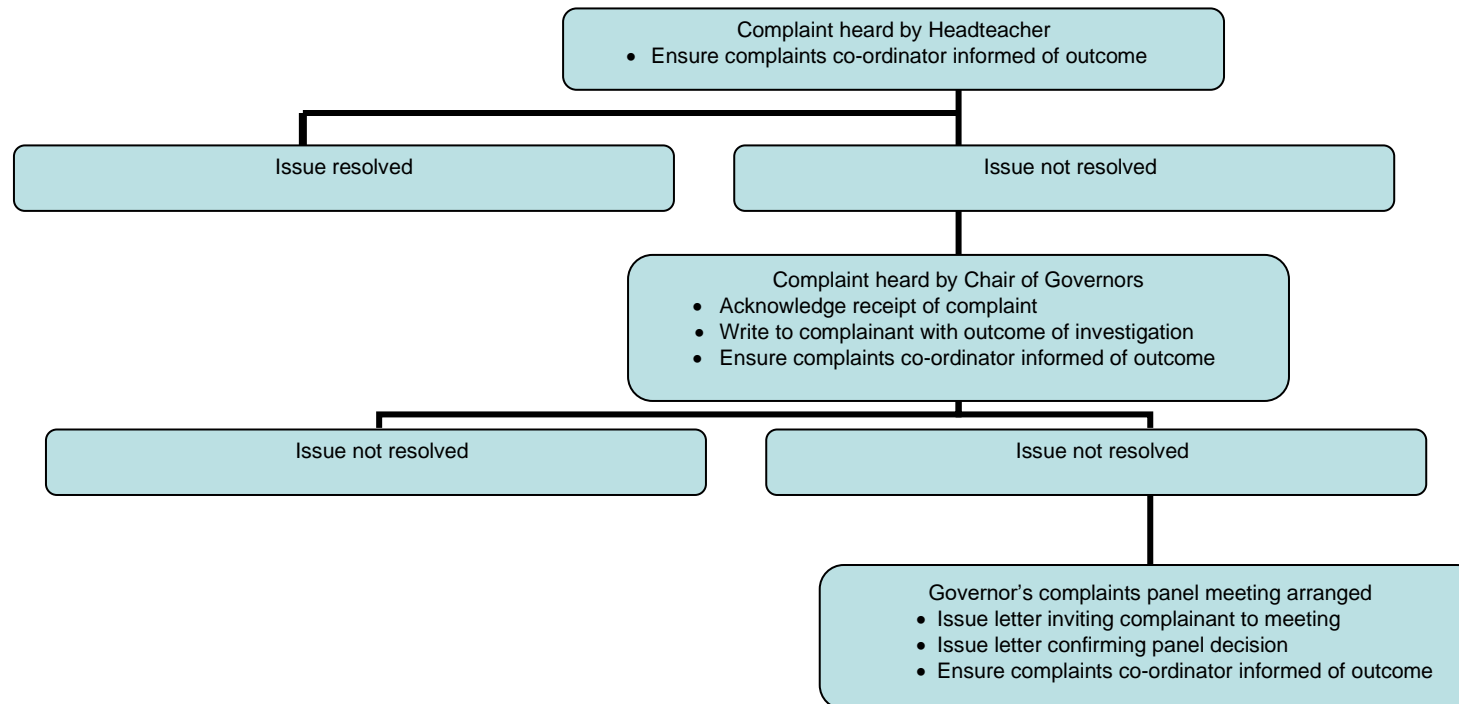 Complaint heard by Headteacher
• Ensure complaints co-ordinator informed of outcome
Issue resolved
Issue not resolved
Complaint heard by Chair of Governors
• Acknowledge receipt of complaint
• Write to complainant with outcome of investigation
• Ensure complaints co-ordinator informed of outcome
Issue not resolved
Issue not resolved
Governor’s complaints panel meeting arranged
• Issue letter inviting complainant to meeting
• Issue letter confirming panel decision
• Ensure complaints co-ordinator informed of outcome